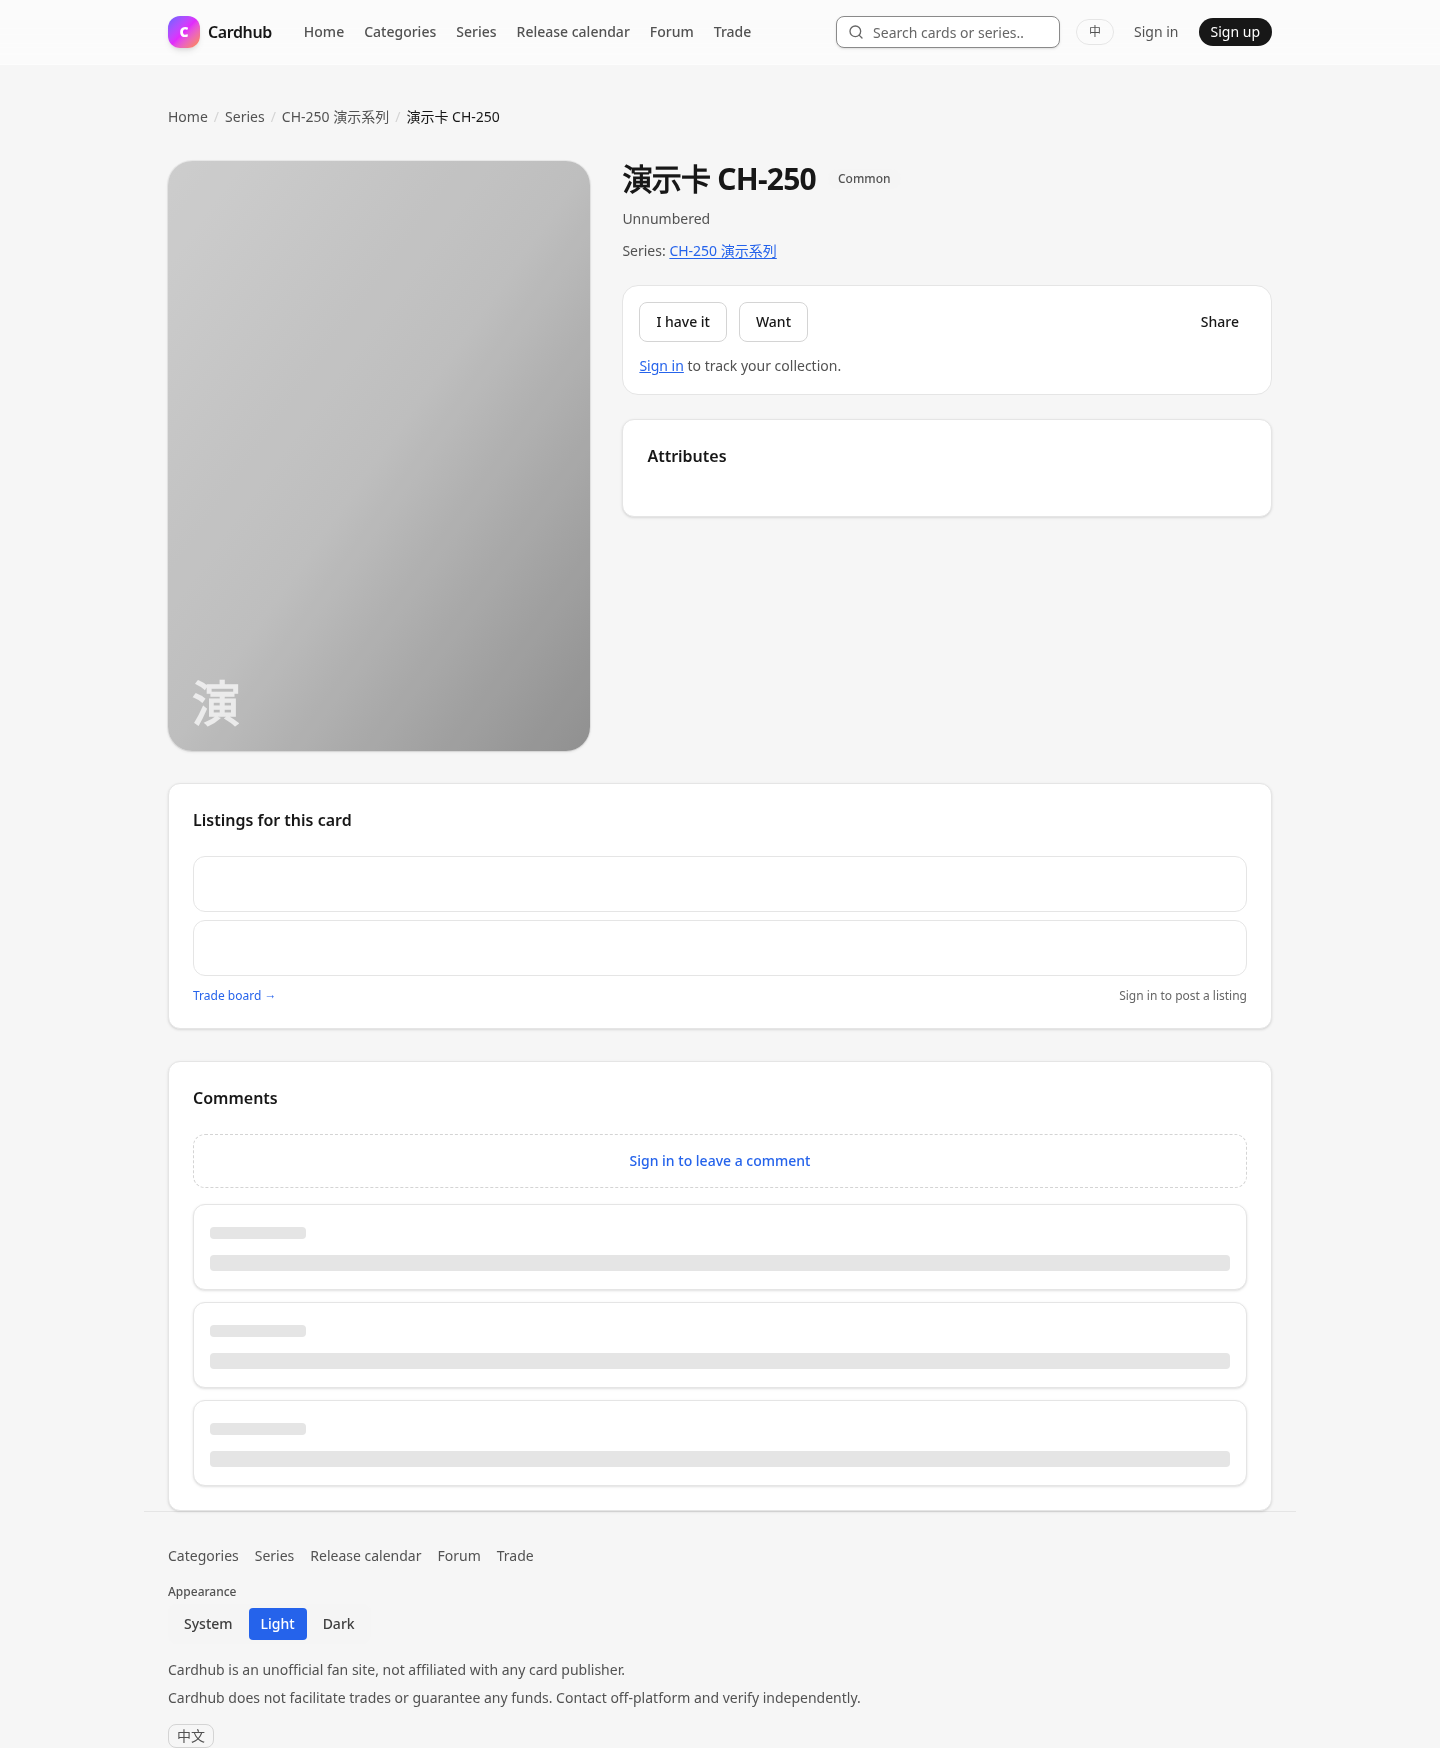 C Cardhub Home Categories Series Release calendar Forum Trade Search cards or series.. 中 Sign in Sign up
Home / Series / CH-250 演示系列 / 演示卡 CH-250
演示卡 CH-250 Common
Unnumbered
Series: CH-250 演示系列
I have it Want Share
Sign in to track your collection.
Attributes
演
Listings for this card
Trade board → Sign in to post a listing
Comments
Sign in to leave a comment
Categories Series Release calendar Forum Trade
Appearance
System Light Dark
Cardhub is an unofficial fan site, not affiliated with any card publisher.
Cardhub does not facilitate trades or guarantee any funds. Contact off-platform and verify independently.
中文